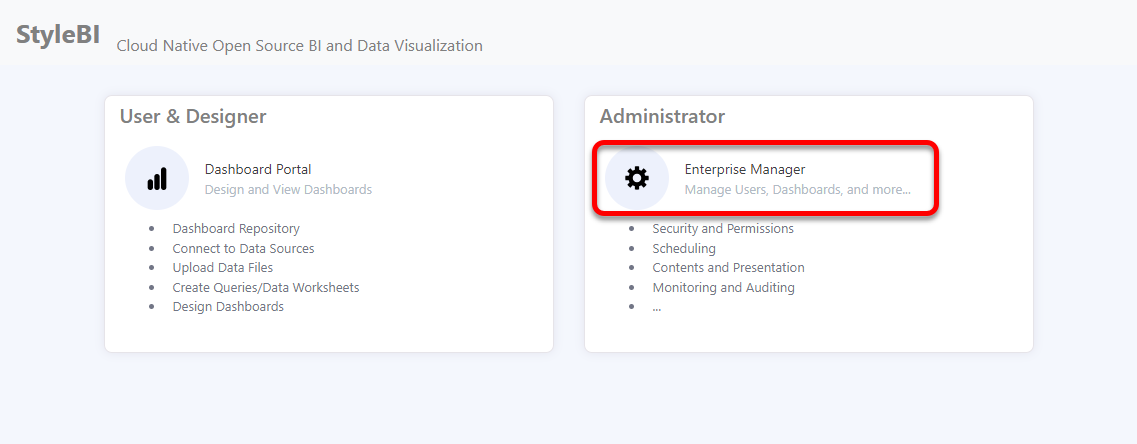 StyleBI
Cloud Native Open Source BI and Data Visualization
User & Designer
Dashboard Portal
Design and View Dashboards
• Dashboard Repository
• Connect to Data Sources
• Upload Data Files
• Create Queries/Data Worksheets
• Design Dashboards
Administrator
Enterprise Manager
Manage Users, Dashboards, and more...
• Security and Permissions
• Scheduling
• Contents and Presentation
• Monitoring and Auditing
• ...